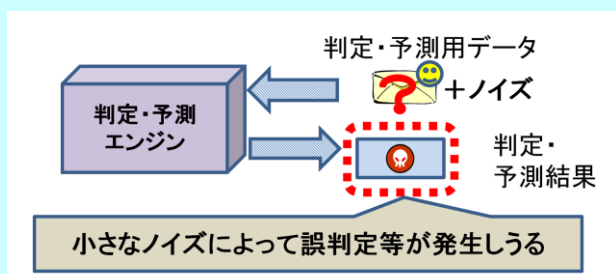 判定・予測用データ
?
+ノイズ
判定・予測
エンジン
判定・
予測結果
小さなノイズによって誤判定等が発生しうる